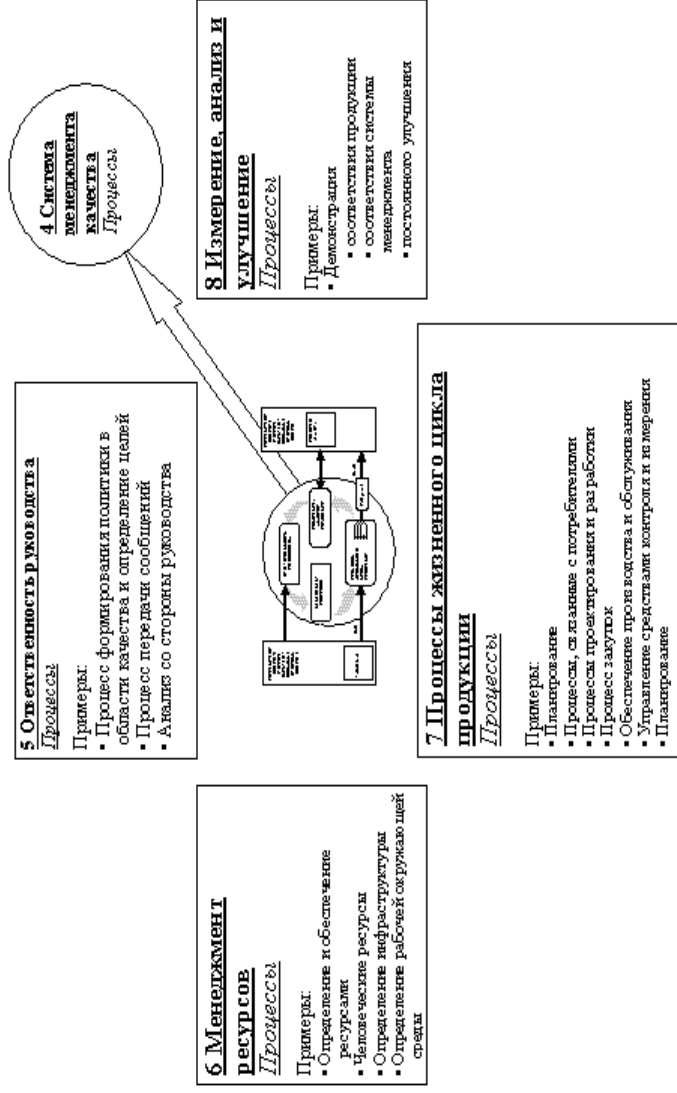 4 Система
менеджмента
качества
Процессы
5 Ответственность руководства
Процессы
Примеры:
▪ Процесс формирования политики в
области качества и определение целей
▪ Процесс передачи сообщений
▪ Анализ со стороны руководства
6 Менеджмент
ресурсов
Процессы
Примеры:
▪ Определение и обеспечение
ресурсами
▪ Человеческие ресурсы
▪ Определение инфраструктуры
▪ Определение рабочей окружающей
среды
8 Измерение, анализ и
улучшение
Процессы
Примеры:
▪ Демонстрация
▪ соответствия продукции
▪ соответствия системы
менеджмента
▪ постоянного улучшения
7 Процессы жизненного цикла
продукции
Процессы
Примеры:
▪ Планирование
▪ Процессы, связанные с потребителями
▪ Процессы проектирования и разработки
▪ Процесс закупок
▪ Обеспечение производства и обслуживания
▪ Управление средствами контроля и измерения
▪ Планирование